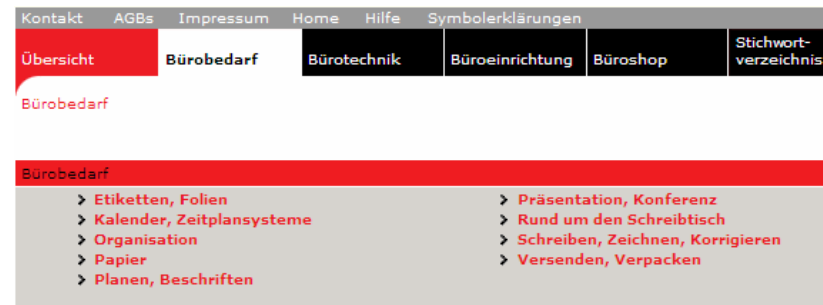 Kontakt AGBs Impressum Home Hilfe Symbolerklärungen
Übersicht Bürobedarf Bürotechnik Büroeinrichtung Büroshop Stichwort-
verzeichnis
Bürobedarf
Bürobedarf
Etiketten, Folien
Kalender, Zeitplansysteme
Organisation
Papier
Planen, Beschriften
Präsentation, Konferenz
Rund um den Schreibtisch
Schreiben, Zeichnen, Korrigieren
Versenden, Verpacken